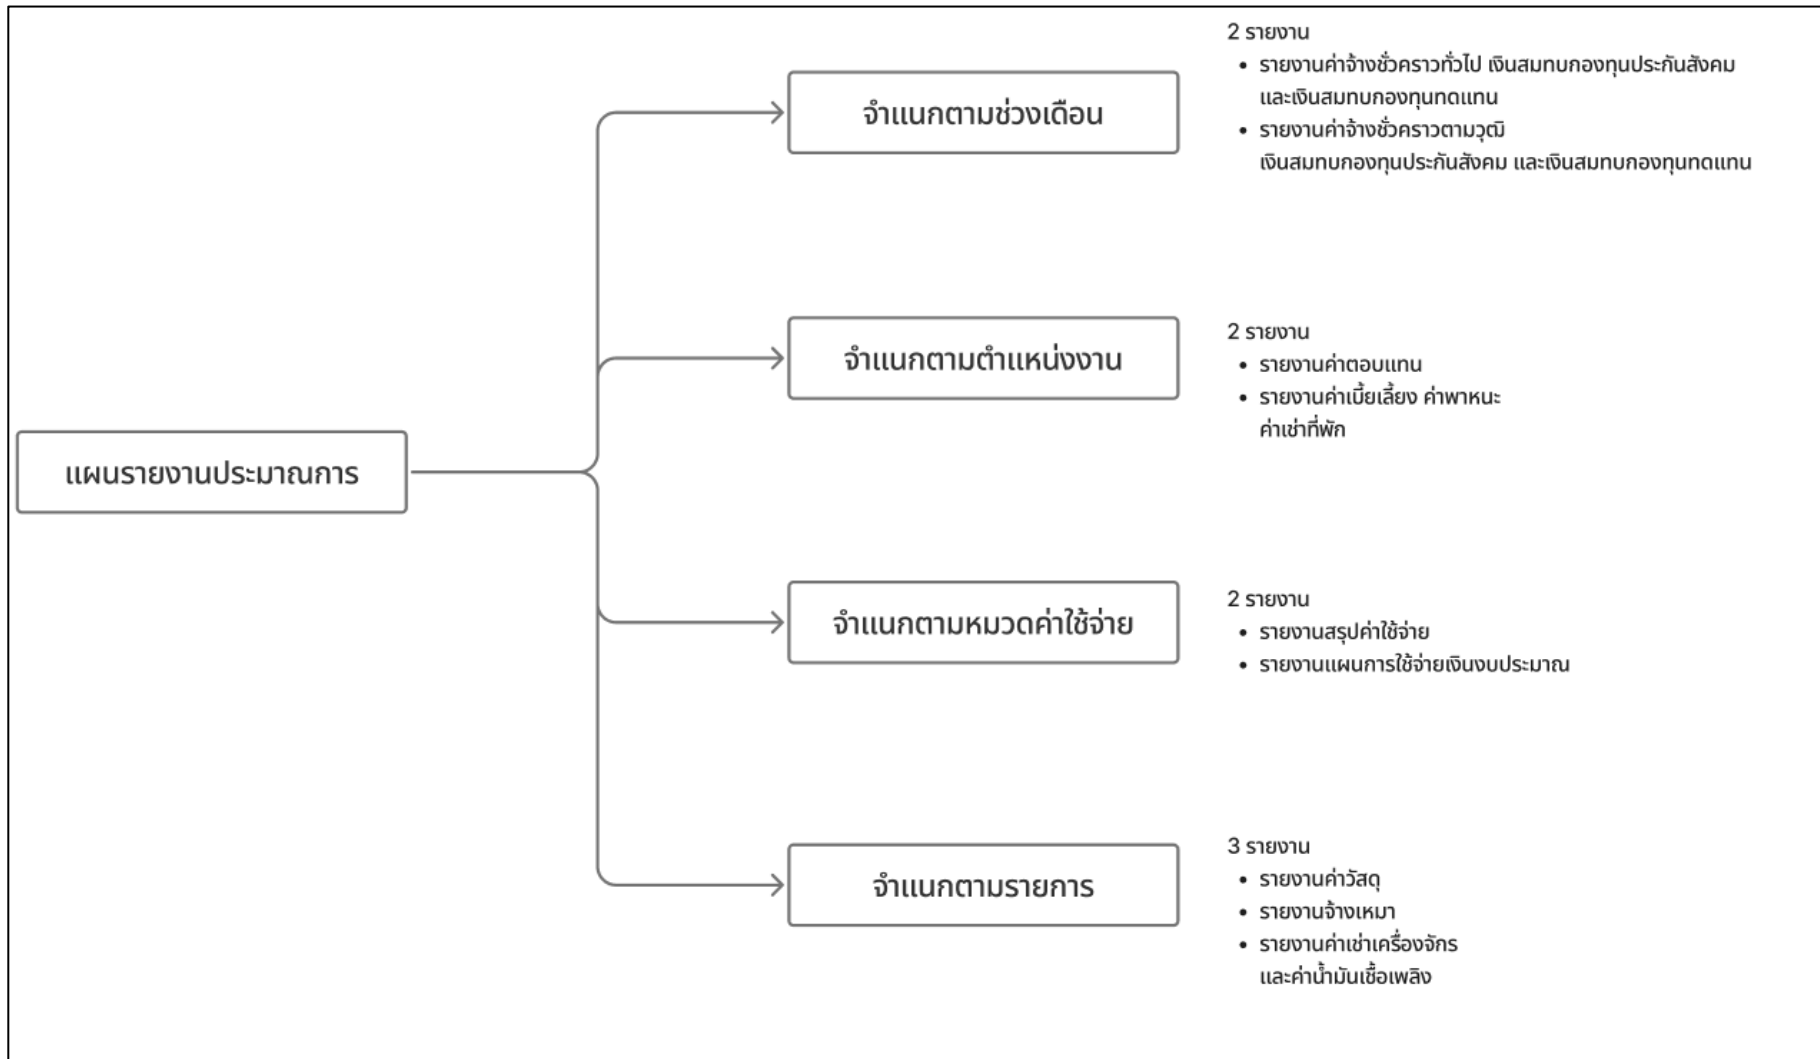 แผนรายงานประมาณการ
จำแนกตามช่วงเดือน
2 รายงาน
• รายงานค่าจ้างชั่วคราวทั่วไป เงินสมทบกองทุนประกันสังคม
และเงินสมทบกองทุนทดแทน
• รายงานค่าจ้างชั่วคราวตามวุฒิ
เงินสมทบกองทุนประกันสังคม และเงินสมทบกองทุนทดแทน
จำแนกตามตำแหน่งงาน
2 รายงาน
• รายงานค่าตอบแทน
• รายงานค่าเบี้ยเลี้ยง ค่าพาหนะ
ค่าเช่าที่พัก
จำแนกตามหมวดค่าใช้จ่าย
2 รายงาน
• รายงานสรุปค่าใช้จ่าย
• รายงานแผนการใช้จ่ายเงินงบประมาณ
จำแนกตามรายการ
3 รายงาน
• รายงานค่าวัสดุ
• รายงานจ้างเหมา
• รายงานค่าเช่าเครื่องจักร
และค่าน้ำมันเชื้อเพลิง